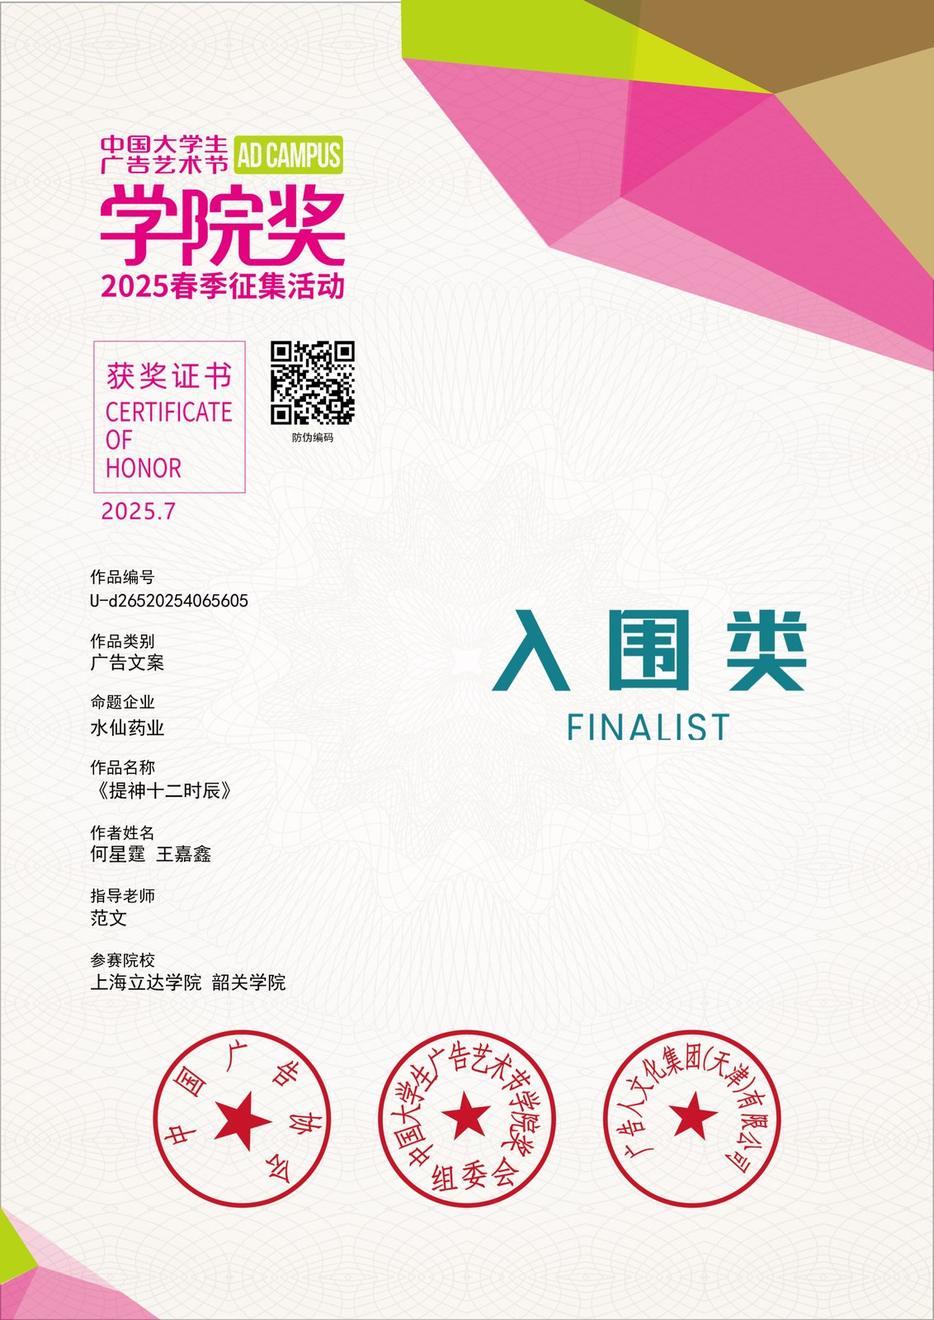 中国大学生
广告艺术节
AD CAMPUS
学院奖
2025春季征集活动
获奖证书
CERTIFICATE
OF
HONOR
防伪编码
2025.7
作品编号
U-d26520254065605
作品类别
广告文案
命题企业
水仙药业
作品名称
《提神十二时辰》
作者姓名
何星霆 王嘉鑫
指导老师
范文
参赛院校
上海立达学院 韶关学院
入围类
FINALIST
中国广告协会
中国大学生广告艺术节学院奖
组委会
广告人文化集团(天津)有限公司